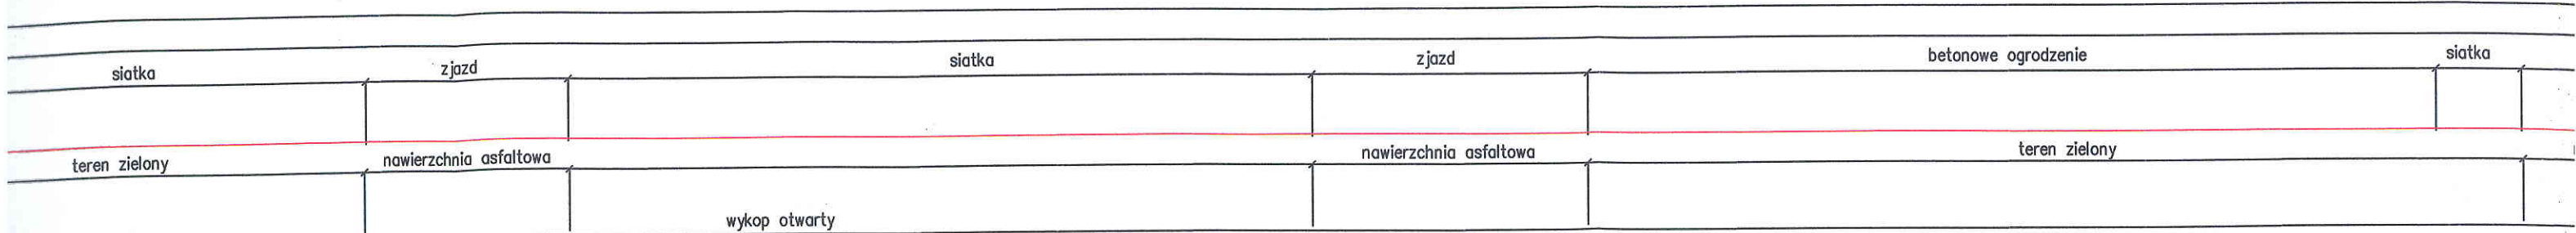 siatka zjazd siatka zjazd betonowe ogrodzenie siatka
teren zielony nawierzchnia asfaltowa nawierzchnia asfaltowa teren zielony
wykop otwarty